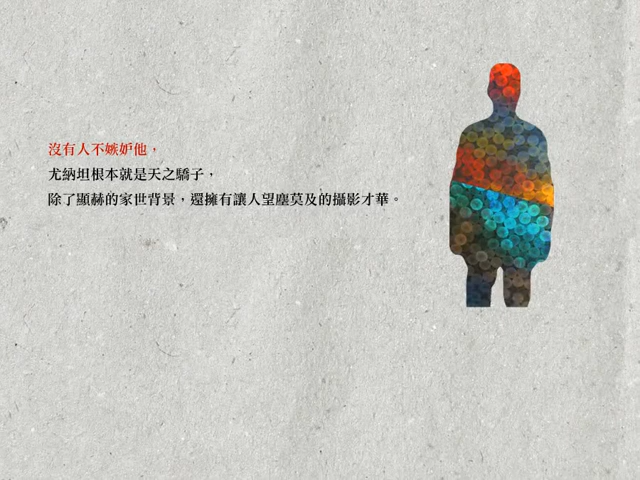 沒有人不嫉妒他，
尤納坦根本就是天之驕子，
除了顯赫的家世背景，還擁有讓人望塵莫及的攝影才華。